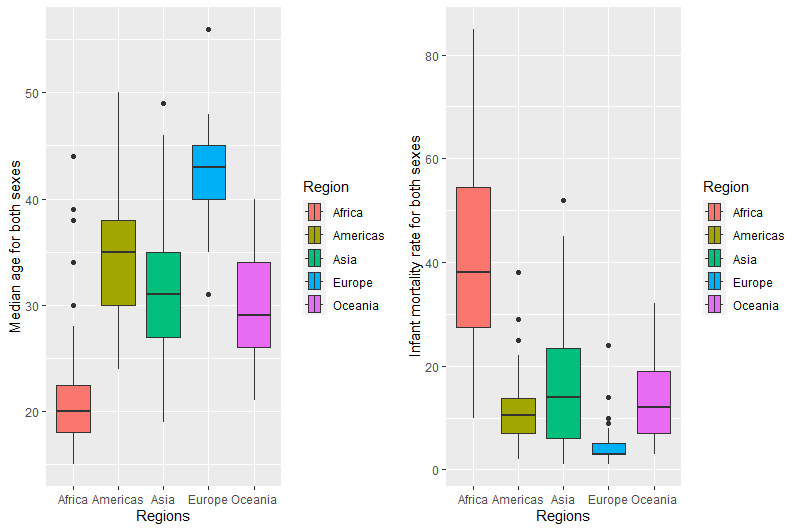 Median age for both sexes
50
40
30
20
Africa Americas Asia Europe Oceania
Regions
Region
Africa
Americas
Asia
Europe
Oceania
Infant mortality rate for both sexes
80
60
40
20
0
Africa Americas Asia Europe Oceania
Regions
Region
Africa
Americas
Asia
Europe
Oceania